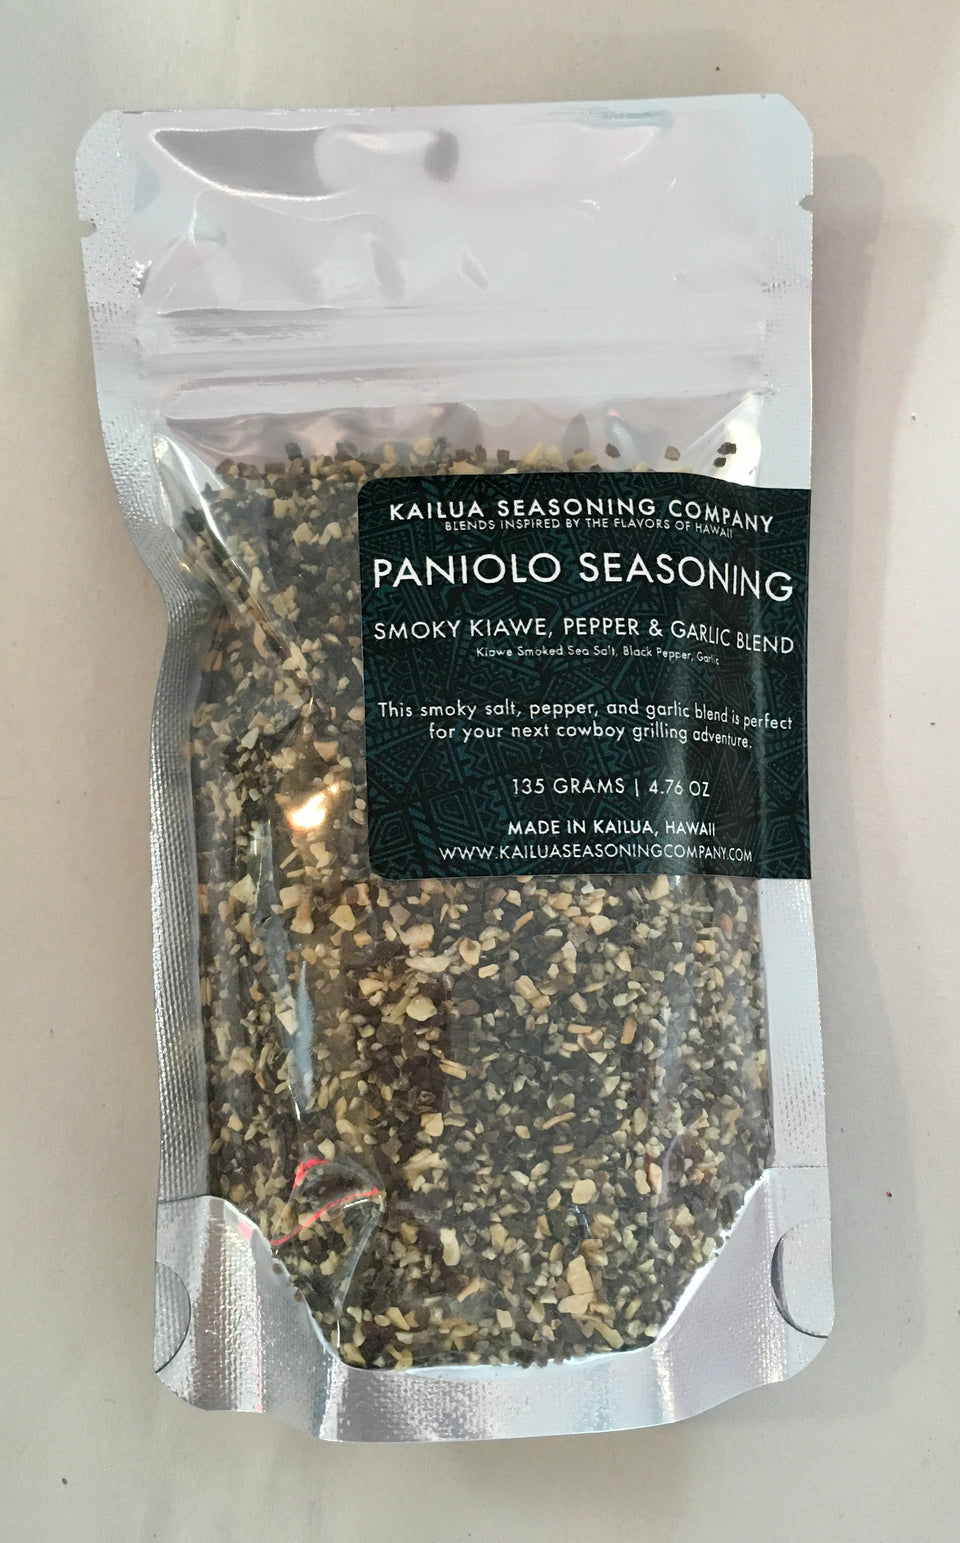 KAILUA SEASONING COMPANY
BLENDS INSPIRED BY THE FLAVORS OF HAWAII
PANIOLO SEASONING
SMOKY KIAWE, PEPPER & GARLIC BLEND
Kiawe Smoked Sea Salt, Black Pepper, Garlic
This smoky salt, pepper, and garlic blend is perfect
for your next cowboy grilling adventure.
135 GRAMS | 4.76 OZ
MADE IN KAILUA, HAWAII
WWW.KAILUASEASONINGCOMPANY.COM